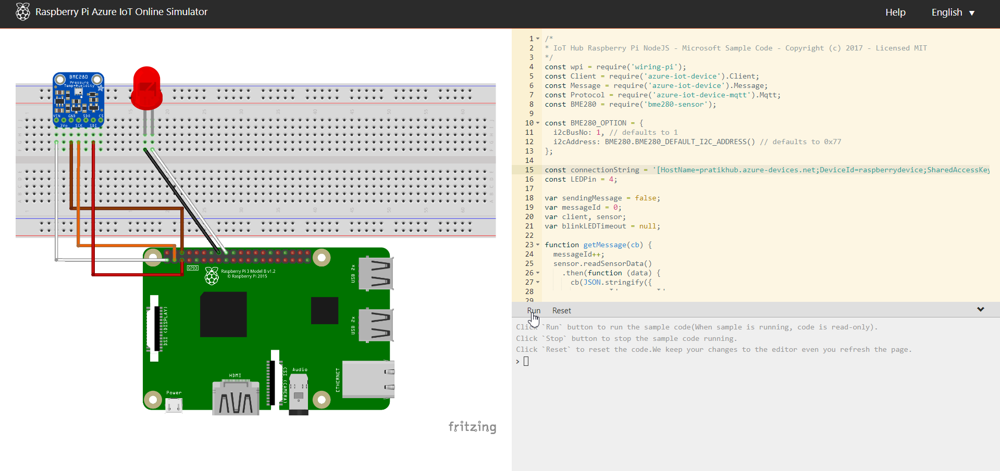 Raspberry Pi Azure IoT Online Simulator
Help
English
BME280
Pressure
Temp+Humidity
VIN GND SDO CS
3Vo SCK SDI
GPIO
Raspberry Pi 3 Model B v1.2
© Raspberry Pi 2015
USB 2x
USB 2x
DSI (DISPLAY)
HDMI
CSI (CAMERA)
Audio
ETHERNET
Power
fritzing
1 /*
2 * IoT Hub Raspberry Pi NodeJS - Microsoft Sample Code - Copyright (c) 2017 - Licensed MIT
3 */
4 const wpi = require('wiring-pi');
5 const Client = require('azure-iot-device').Client;
6 const Message = require('azure-iot-device').Message;
7 const Protocol = require('azure-iot-device-mqtt').Mqtt;
8 const BME280 = require('bme280-sensor');
9
10 const BME280_OPTION = {
11 i2cBusNo: 1, // defaults to 1
12 i2cAddress: BME280.BME280_DEFAULT_I2C_ADDRESS() // defaults to 0x77
13 };
14
15 const connectionString = '[HostName=pratikhub.azure-devices.net;DeviceId=raspberrydevice;SharedAccessKey
16 const LEDPin = 4;
17
18 var sendingMessage = false;
19 var messageId = 0;
20 var client, sensor;
21 var blinkLEDTimeout = null;
22
23 function getMessage(cb) {
24 messageId++;
25 sensor.readSensorData()
26 .then(function (data) {
27 cb(JSON.stringify({
28
29
Run Reset
Click `Run` button to run the sample code(When sample is running, code is read-only).
Click `Stop` button to stop the sample code running.
Click `Reset` to reset the code.We keep your changes to the editor even you refresh the page.
>